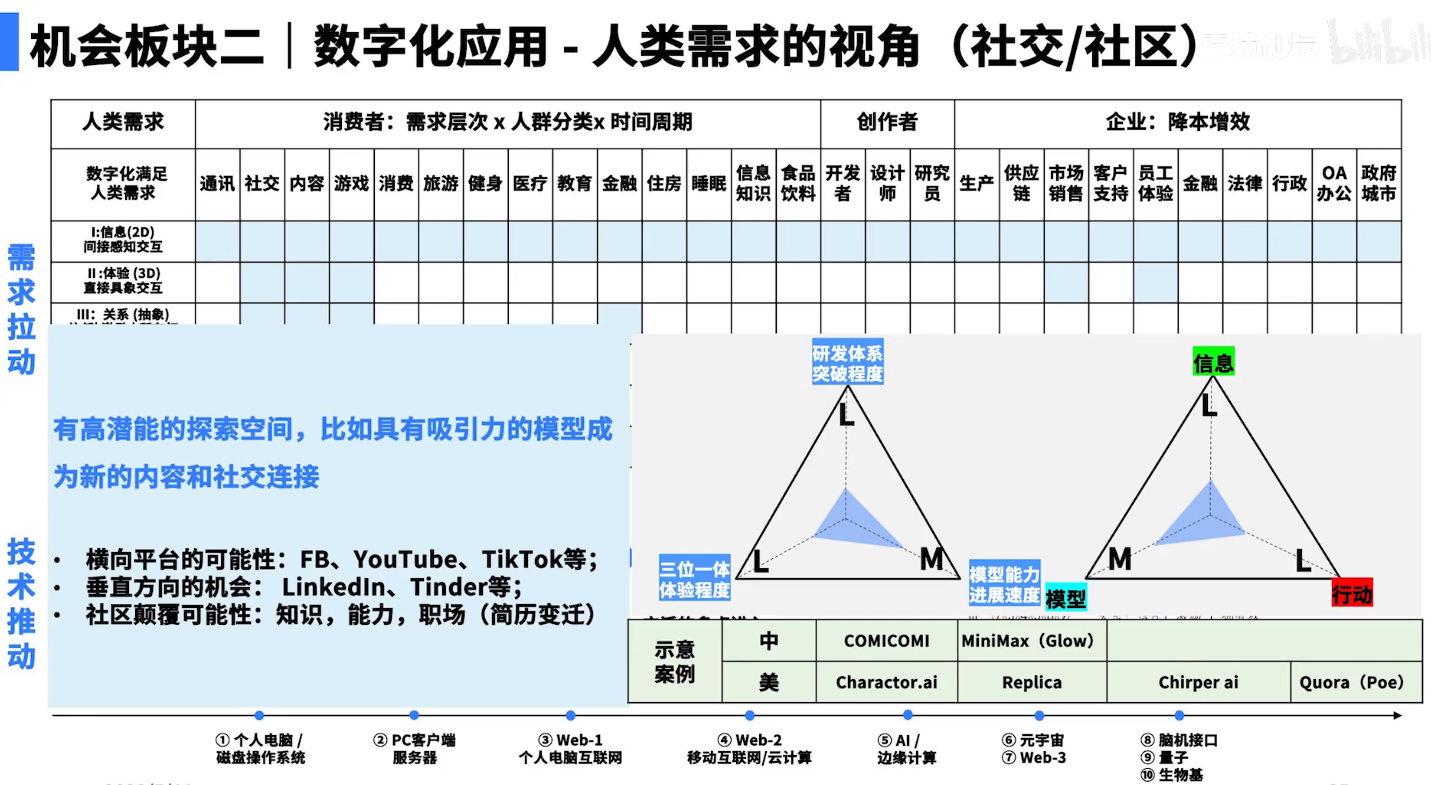 机会板块二｜数字化应用 - 人类需求的视角（社交/社区）
bilibili
人类需求
消费者：需求层次 x 人群分类x 时间周期
创作者
企业：降本增效
数字化满足
人类需求
通讯
社交
内容
游戏
消费
旅游
健身
医疗
教育
金融
住房
睡眠
信息
知识
食品
饮料
开发
者
设计
师
研究
员
生产
供应
链
市场
销售
客户
支持
员工
体验
金融
法律
行政
OA
办公
政府
城市
I:信息(2D)
间接感知交互
II:体验 (3D)
直接具象交互
III：关系 (抽象)
需求拉动
技术推动
有高潜能的探索空间，比如具有吸引力的模型成
为新的内容和社交连接
• 横向平台的可能性：FB、YouTube、TikTok等；
• 垂直方向的机会： LinkedIn、Tinder等；
• 社区颠覆可能性：知识，能力，职场（简历变迁）
研发体系
突破程度
L
三位一体
体验程度
L
M
模型能力
进展速度
信息
L
模型
M
L
行动
示意
案例
中
COMICOMI
MiniMax（Glow）
美
Charactor.ai
Replica
Chirper ai
Quora（Poe）
① 个人电脑 /
磁盘操作系统
② PC客户端
服务器
③ Web-1
个人电脑互联网
④ Web-2
移动互联网/云计算
⑤ AI /
边缘计算
⑥ 元宇宙
⑦ Web-3
⑧ 脑机接口
⑨ 量子
⑩ 生物基